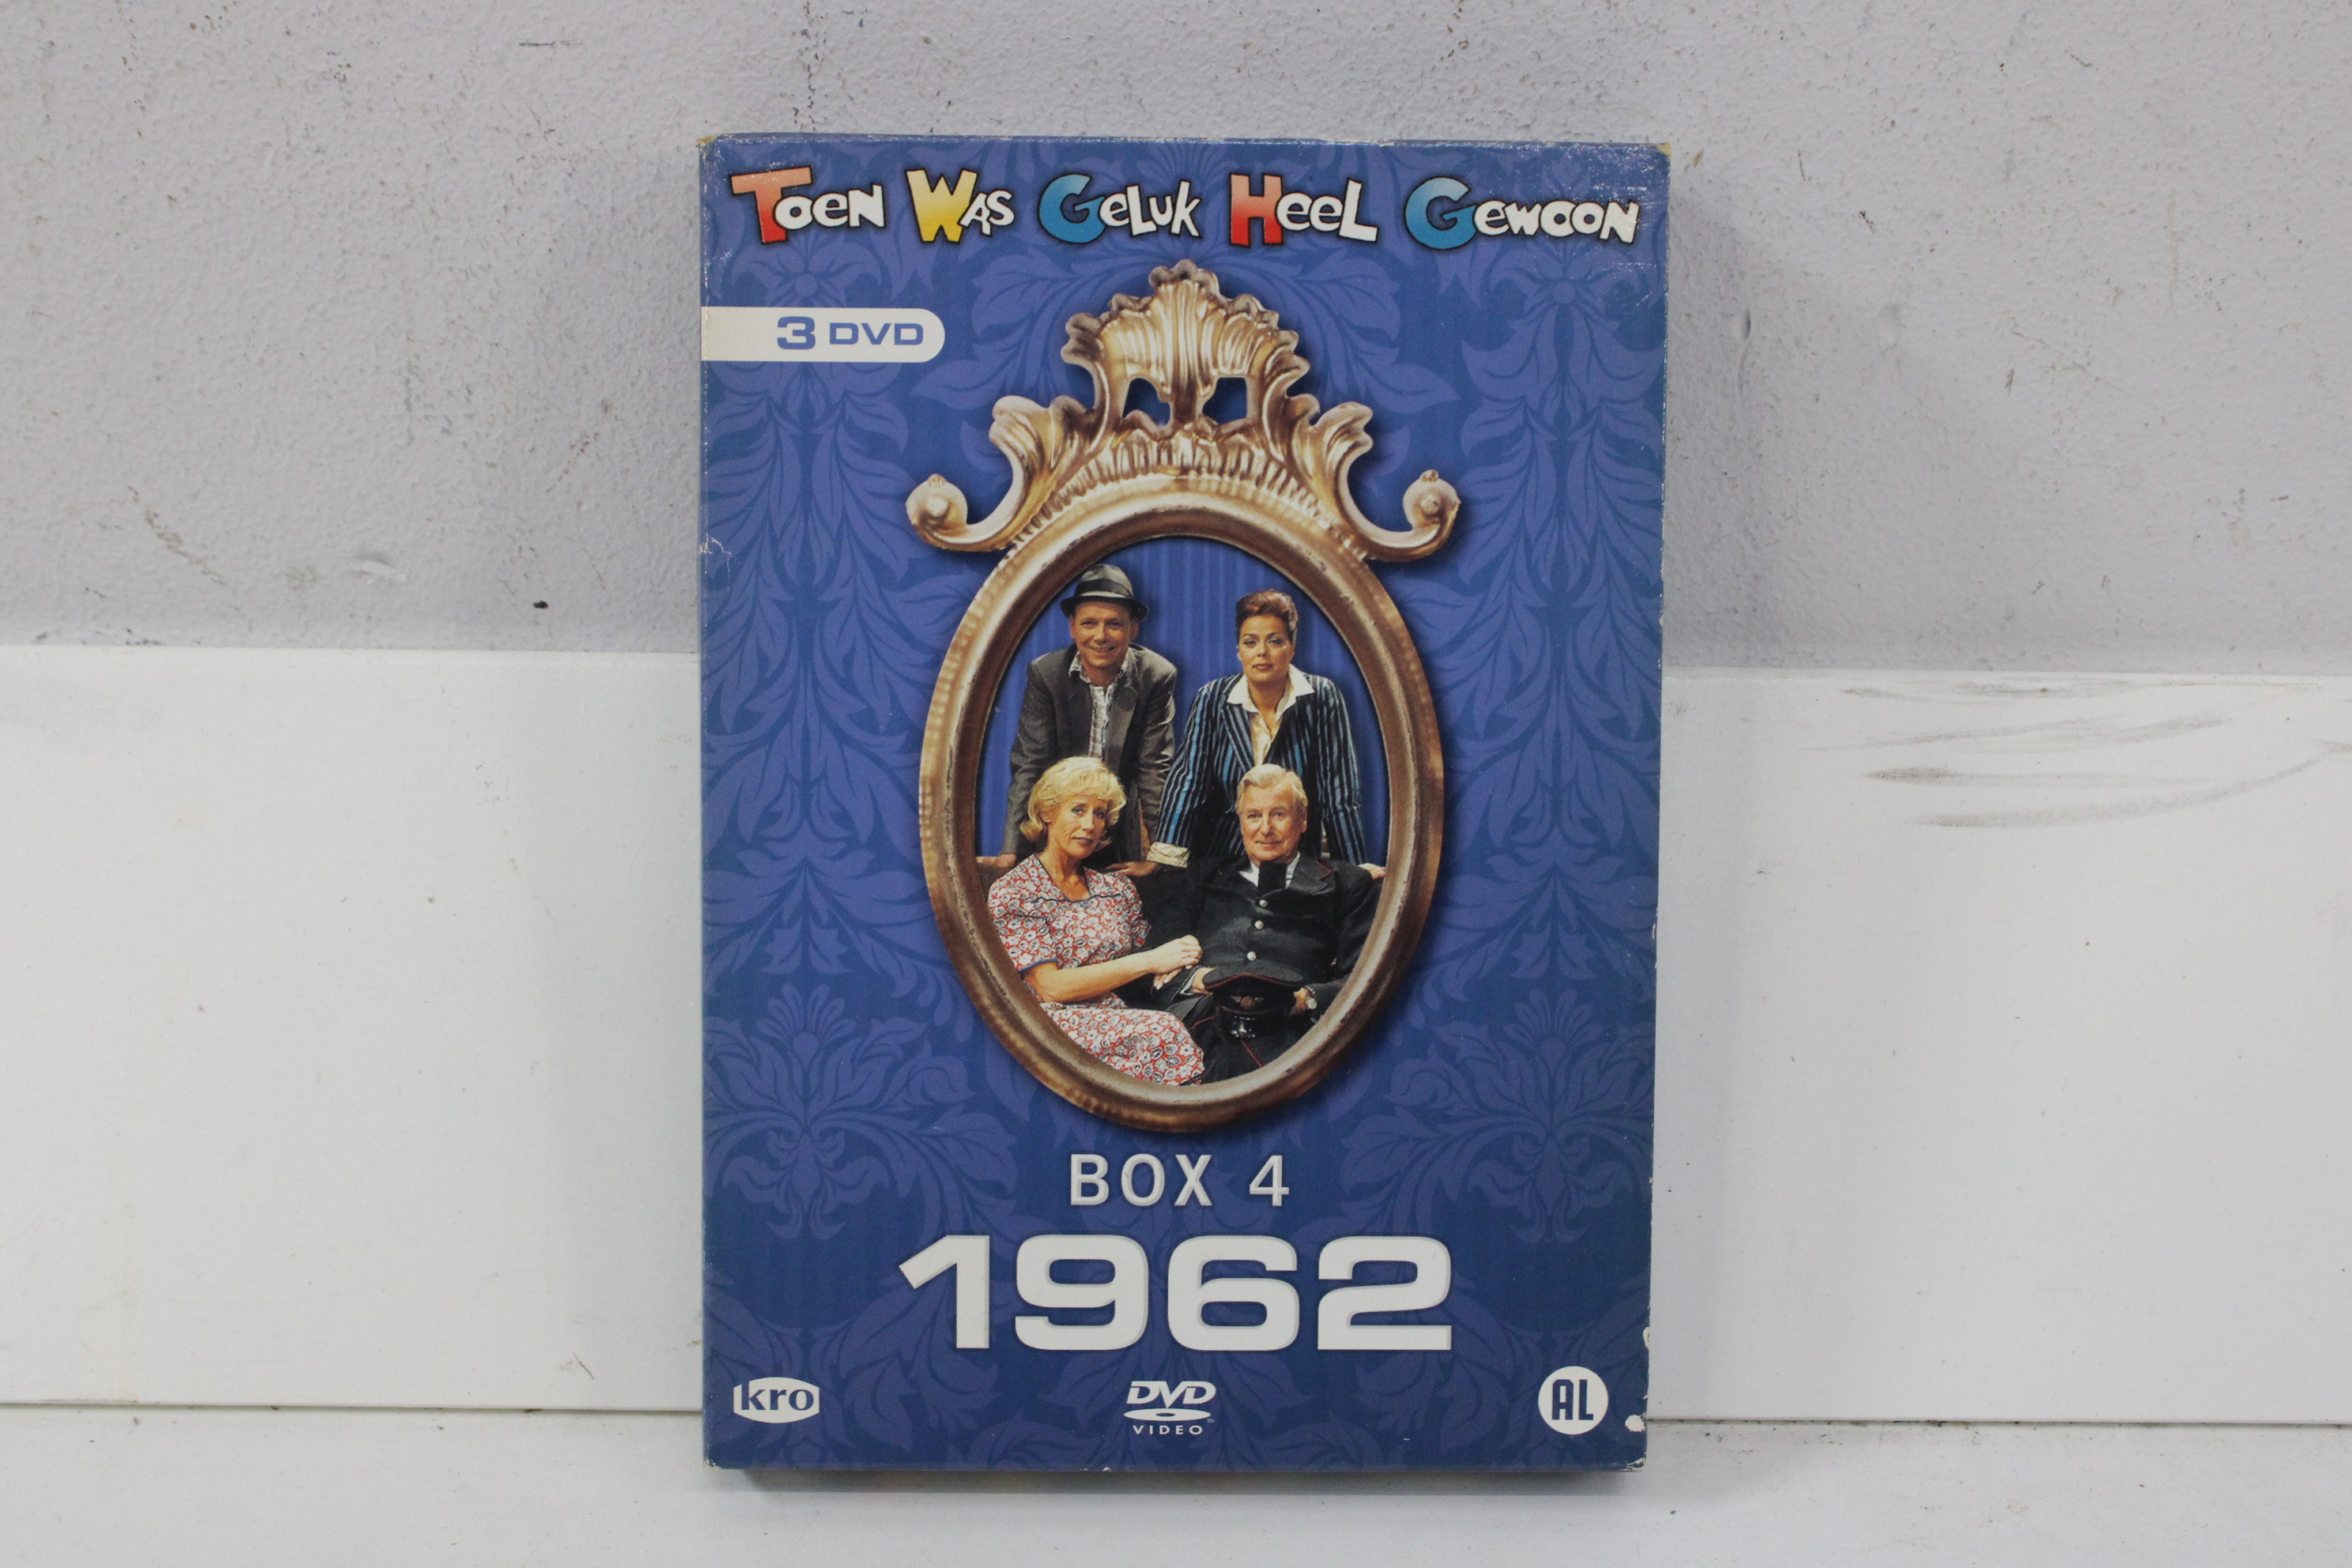 Toen Was Geluk Heel Gewoon
3 DVD
BOX 4
1962
kro
DVD
VIDEO
AL